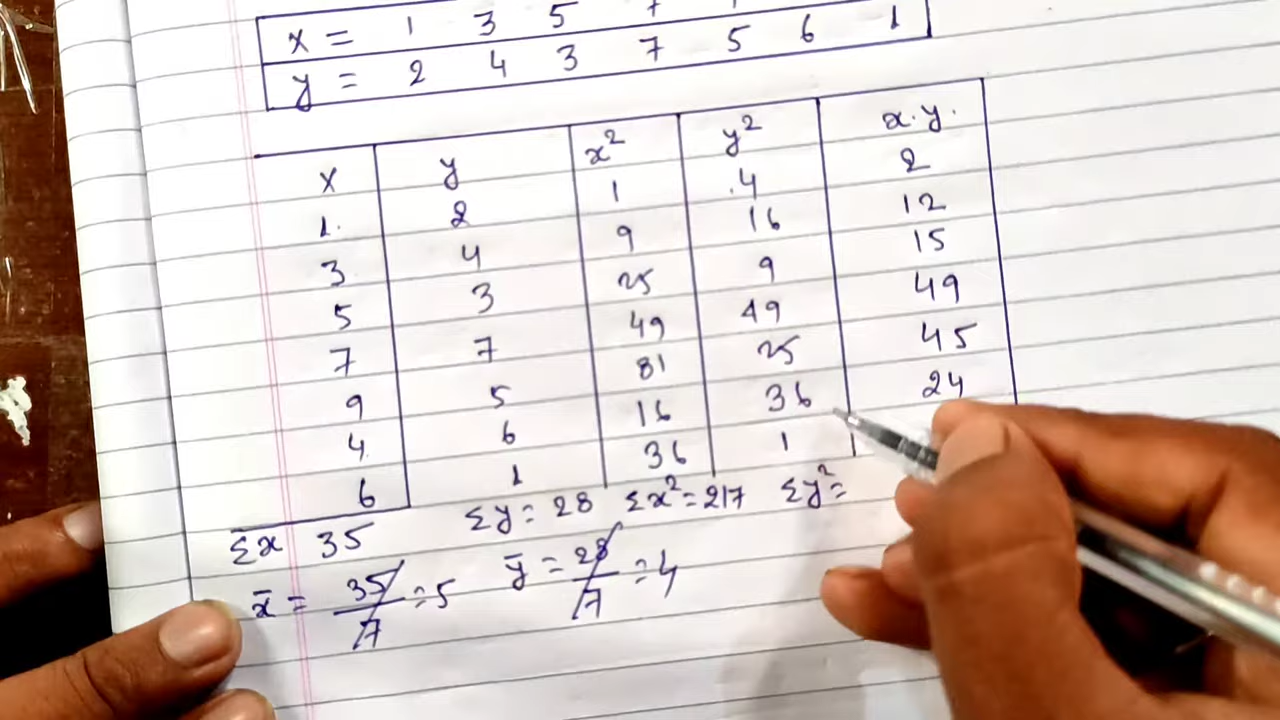 x = 1 3 5 7
y = 2 4 3 7 5 6 1
x y x² y² x.y.
1. 2 1 .4 2
3 4 9 16 12
5 3 25 9 15
7 7 49 49 49
9 5 81 25 45
4 6 16 36 24
6 1 36 1
Σx 35 Σy = 28 Σx² = 217 Σy² =
x̄ = 35/7 = 5 ȳ = 28/7 = 4